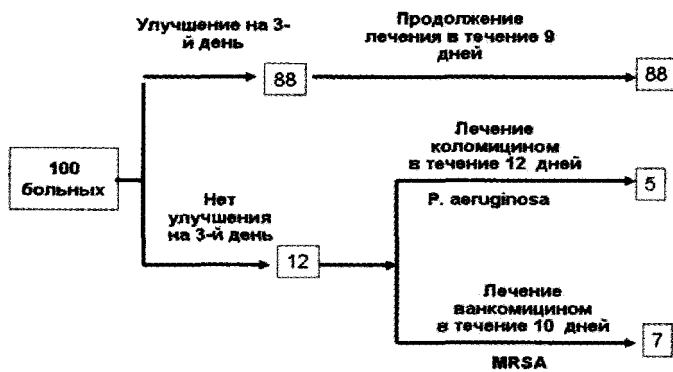 Улучшение на 3-
й день
88
Продолжение
лечения в течение 9
дней
88
100
больных
Нет
улучшения
на 3-й день
12
Лечение
коломицином
в течение 12 дней
P. aeruginosa
5
Лечение
ванкомицином
в течение 10 дней
MRSA
7